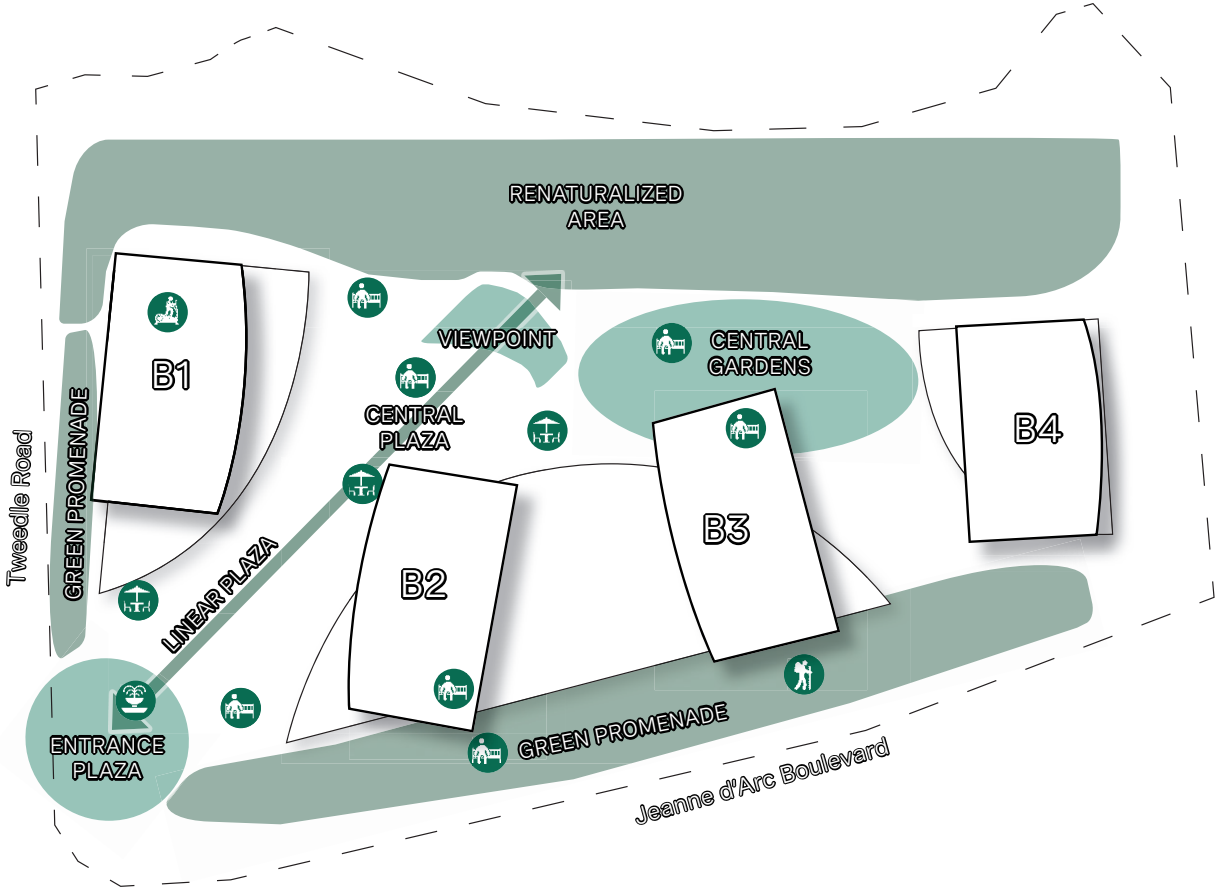 RENATURALIZED
AREA
VIEWPOINT
CENTRAL
GARDENS
B1
CENTRAL
PLAZA
B4
GREEN PROMENADE
Tweedle Road
B3
B2
LINEAR PLAZA
ENTRANCE
PLAZA
GREEN PROMENADE
Jeanne d'Arc Boulevard